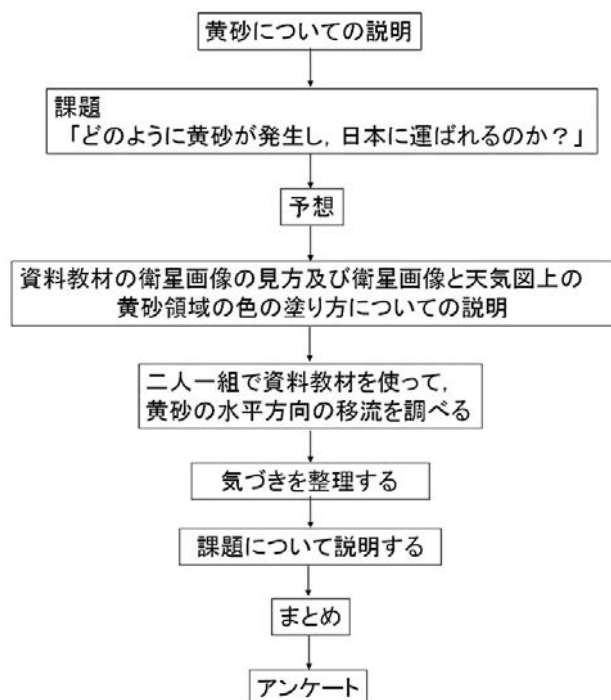 黄砂についての説明
課題
「どのように黄砂が発生し，日本に運ばれるのか？」
予想
資料教材の衛星画像の見方及び衛星画像と天気図上の
黄砂領域の色の塗り方についての説明
二人一組で資料教材を使って，
黄砂の水平方向の移流を調べる
気づきを整理する
課題について説明する
まとめ
アンケート